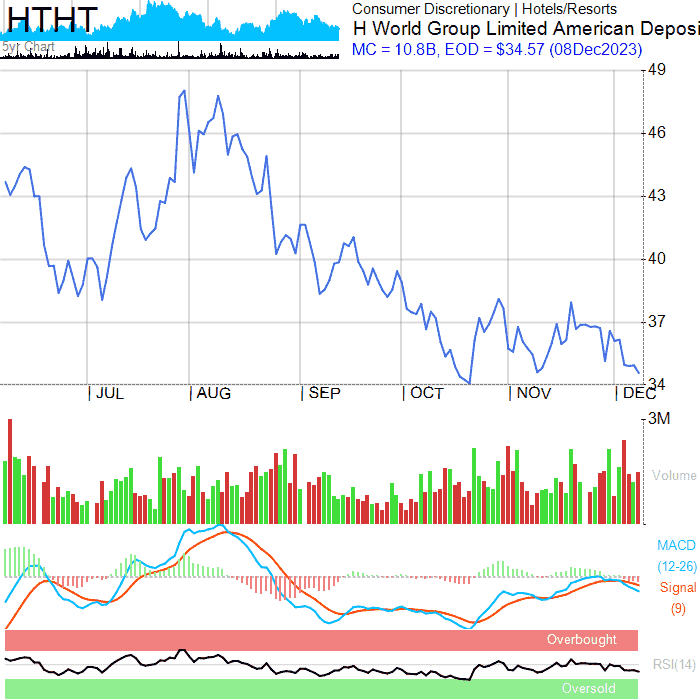 HTHT
5yr Chart
Consumer Discretionary | Hotels/Resorts
H World Group Limited American Deposi
MC = 10.8B, EOD = $34.57 (08Dec2023)
49
46
43
40
37
34
JUL AUG SEP OCT NOV DEC
3M
Volume
MACD
(12-26)
Signal
(9)
Overbought
RSI(14)
Oversold